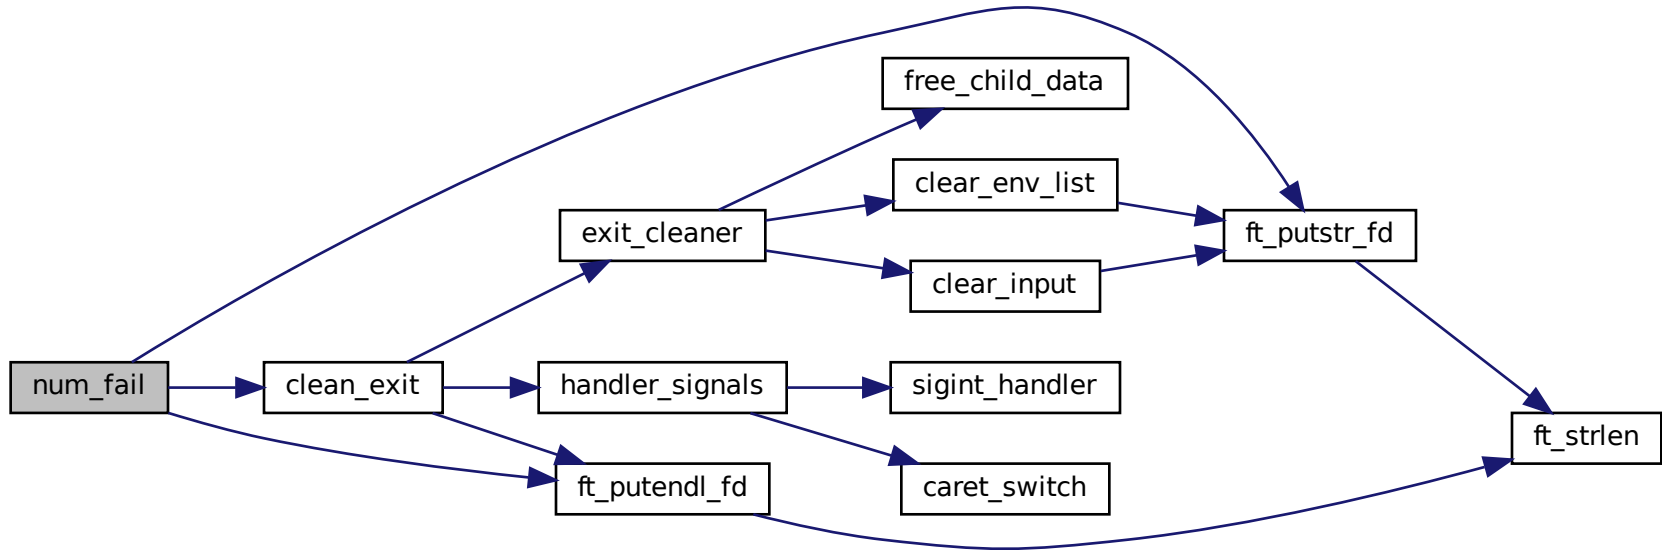 free_child_data
clear_env_list
exit_cleaner
ft_putstr_fd
clear_input
num_fail
clean_exit
handler_signals
sigint_handler
ft_strlen
ft_putendl_fd
caret_switch